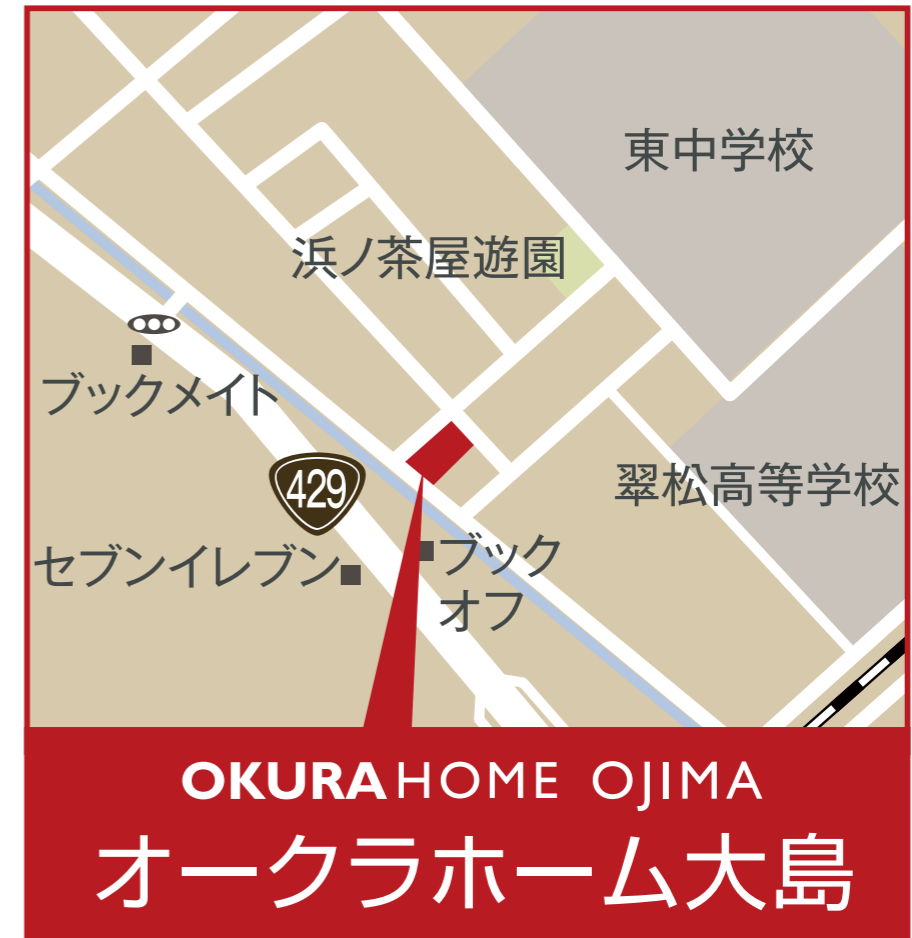 東中学校
浜ノ茶屋遊園
ブックメイト
429
翠松高等学校
セブンイレブン
ブック
オフ
OKURA HOME OJIMA
オークラホーム大島